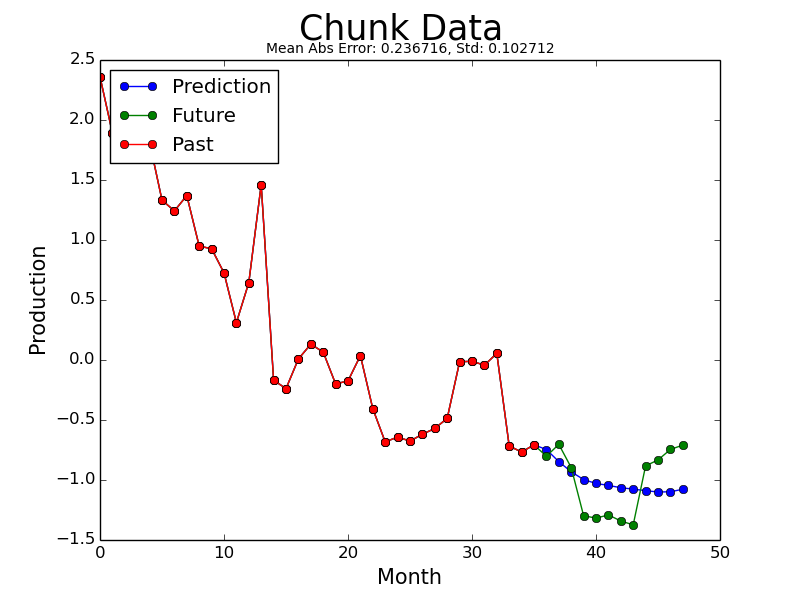 Chunk Data
Mean Abs Error: 0.236716, Std: 0.102712
2.5
2.0
1.5
1.0
0.5
0.0
−0.5
−1.0
−1.5
Production
Prediction
Future
Past
0 10 20 30 40 50
Month